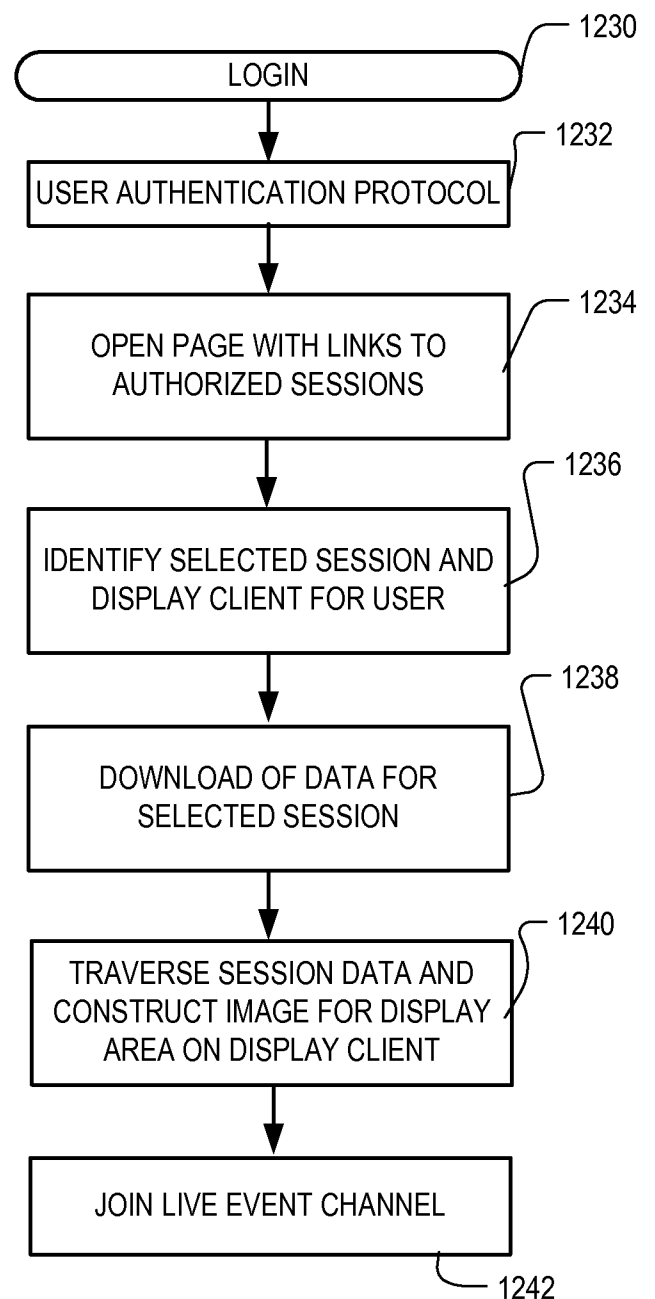 1230
LOGIN
1232
USER AUTHENTICATION PROTOCOL
1234
OPEN PAGE WITH LINKS TO
AUTHORIZED SESSIONS
1236
IDENTIFY SELECTED SESSION AND
DISPLAY CLIENT FOR USER
1238
DOWNLOAD OF DATA FOR
SELECTED SESSION
1240
TRAVERSE SESSION DATA AND
CONSTRUCT IMAGE FOR DISPLAY
AREA ON DISPLAY CLIENT
JOIN LIVE EVENT CHANNEL
1242